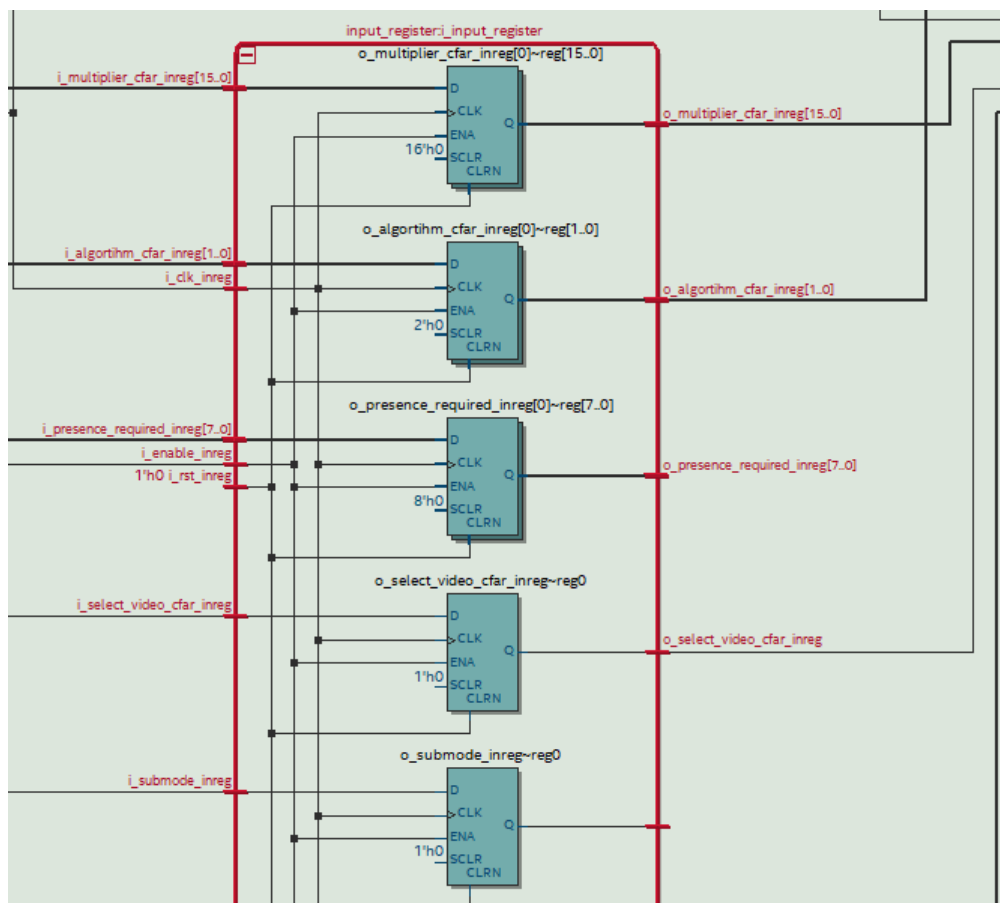 input_register:i_input_register
o_multiplier_cfar_inreg[0]~reg[15..0]
i_multiplier_cfar_inreg[15..0]
D
CLK
ENA
16'h0
SCLR
CLRN
Q
o_multiplier_cfar_inreg[15..0]
o_algortihm_cfar_inreg[0]~reg[1..0]
i_algortihm_cfar_inreg[1..0]
i_clk_inreg
D
CLK
ENA
2'h0
SCLR
CLRN
Q
o_algortihm_cfar_inreg[1..0]
o_presence_required_inreg[0]~reg[7..0]
i_presence_required_inreg[7..0]
i_enable_inreg
1'h0 i_rst_inreg
D
CLK
ENA
8'h0
SCLR
CLRN
Q
o_presence_required_inreg[7..0]
o_select_video_cfar_inreg~reg0
i_select_video_cfar_inreg
D
CLK
ENA
1'h0
SCLR
CLRN
Q
o_select_video_cfar_inreg
o_submode_inreg~reg0
i_submode_inreg
D
CLK
ENA
1'h0
SCLR
CLRN
Q